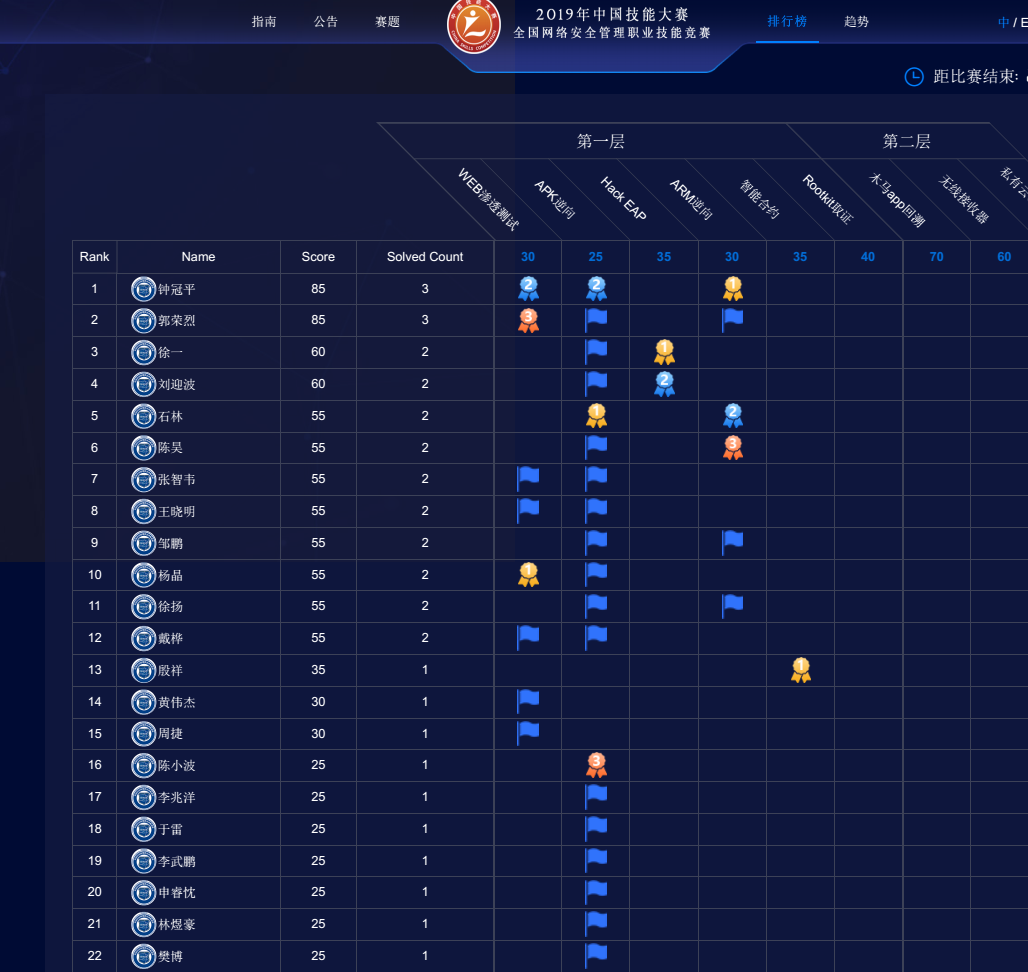 指南 公告 赛题 2019年中国技能大赛 排行榜 趋势 中 / E
全国网络安全管理职业技能竞赛
距比赛结束:
第一层 第二层
WEB渗透测试 APK逆向 Hack EAP ARM逆向 智能合约 Rootkit取证 木马app回溯 无线接收器 私有云
Rank Name Score Solved Count 30 25 35 30 35 40 70 60
1 钟冠平 85 3 2 2 1
2 郭荣烈 85 3 3
3 徐一 60 2 1
4 刘迎波 60 2 2
5 石林 55 2 1 2
6 陈昊 55 2 3
7 张智韦 55 2
8 王晓明 55 2
9 邹鹏 55 2
10 杨晶 55 2 1
11 徐扬 55 2
12 戴桦 55 2
13 殷祥 35 1 1
14 黄伟杰 30 1
15 周捷 30 1
16 陈小波 25 1 3
17 李兆洋 25 1
18 于雷 25 1
19 李武鹏 25 1
20 申睿忱 25 1
21 林煜豪 25 1
22 樊博 25 1